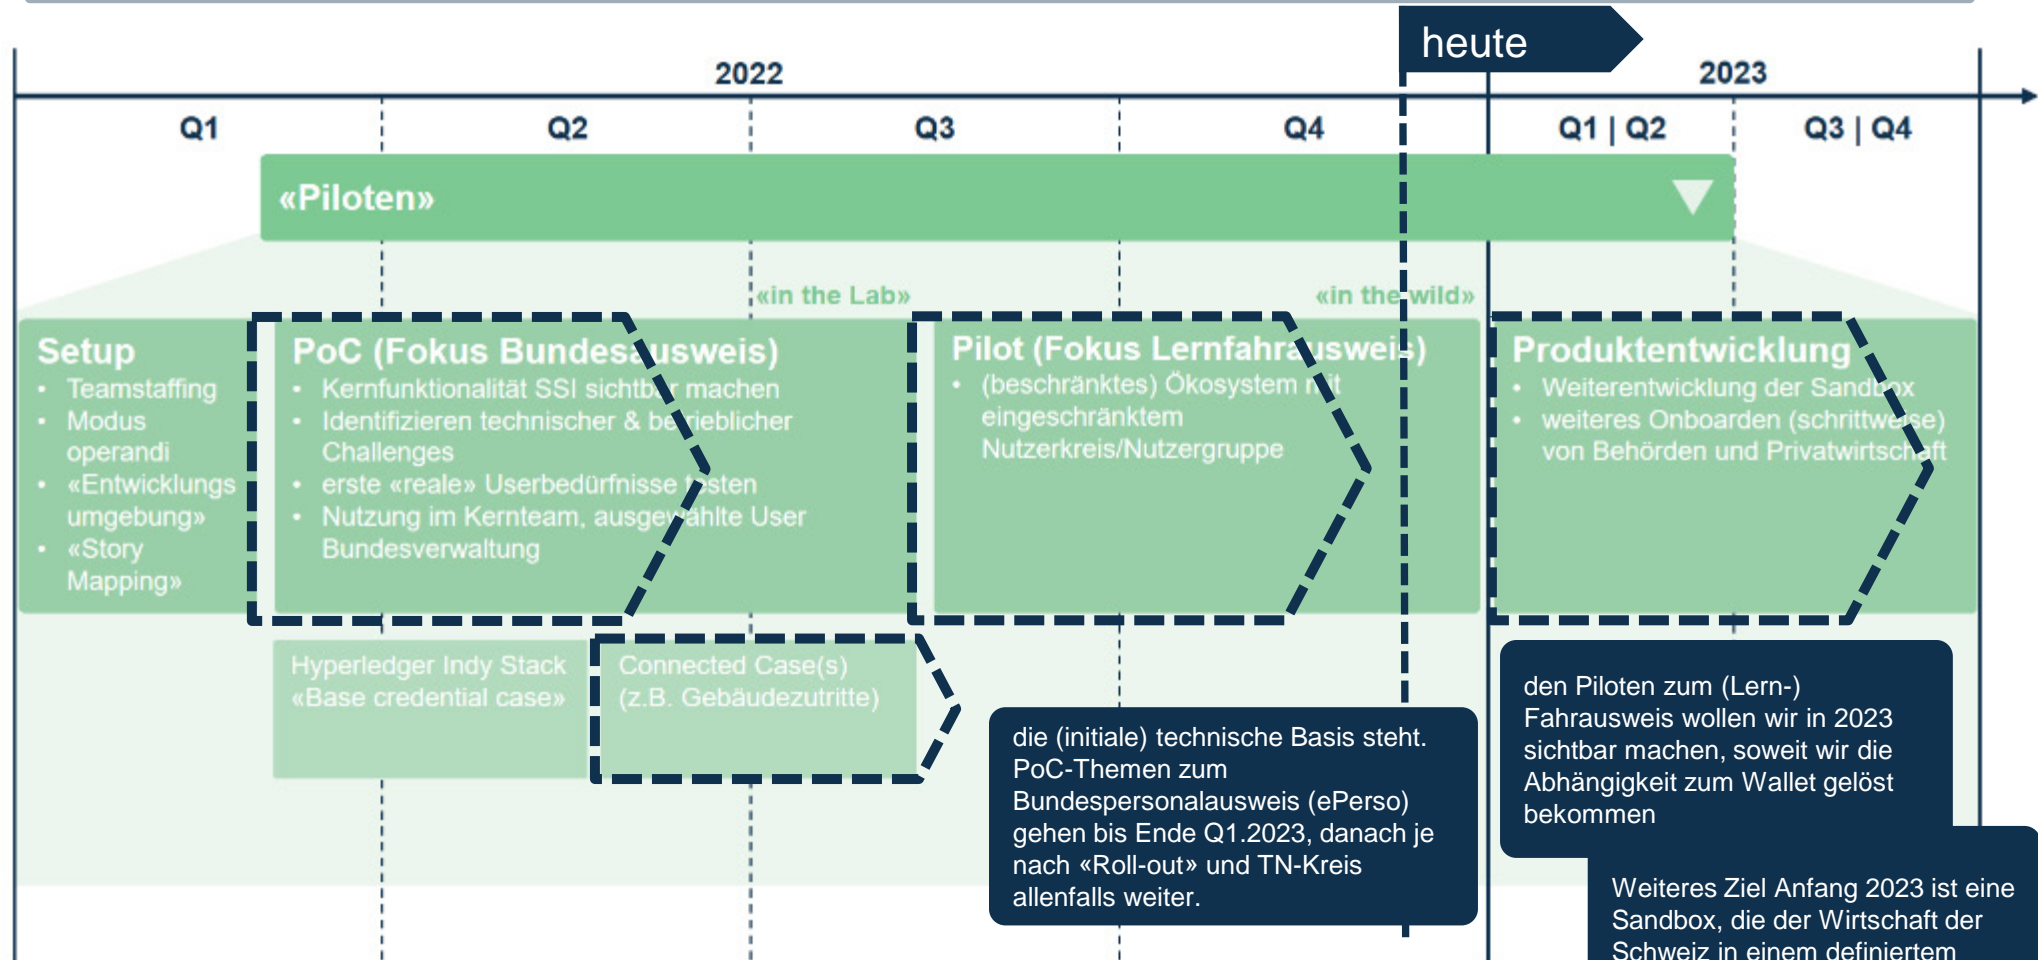 heute
2022
2023
Q1
Q2
Q3
Q4
Q1 | Q2
Q3 | Q4
«Piloten»
«in the Lab»
«in the wild»
Setup
• Teamstaffing
• Modus
operandi
• «Entwicklungs
umgebung»
• «Story
Mapping»
PoC (Fokus Bundesausweis)
• Kernfunktionalität SSI sichtbar machen
• Identifizieren technischer & betrieblicher
Challenges
• erste «reale» Userbedürfnisse testen
• Nutzung im Kernteam, ausgewählte User
Bundesverwaltung
Pilot (Fokus Lernfahrausweis)
• (beschränktes) Ökosystem mit
eingeschränktem
Nutzerkreis/Nutzergruppe
Produktentwicklung
• Weiterentwicklung der Sandbox
• weiteres Onboarden (schrittweise)
von Behörden und Privatwirtschaft
Hyperledger Indy Stack
«Base credential case»
Connected Case(s)
(z.B. Gebäudezutritte)
die (initiale) technische Basis steht.
PoC-Themen zum
Bundespersonalausweis (ePerso)
gehen bis Ende Q1.2023, danach je
nach «Roll-out» und TN-Kreis
allenfalls weiter.
den Piloten zum (Lern-)
Fahrausweis wollen wir in 2023
sichtbar machen, soweit wir die
Abhängigkeit zum Wallet gelöst
bekommen
Weiteres Ziel Anfang 2023 ist eine
Sandbox, die der Wirtschaft der
Schweiz in einem definiertem